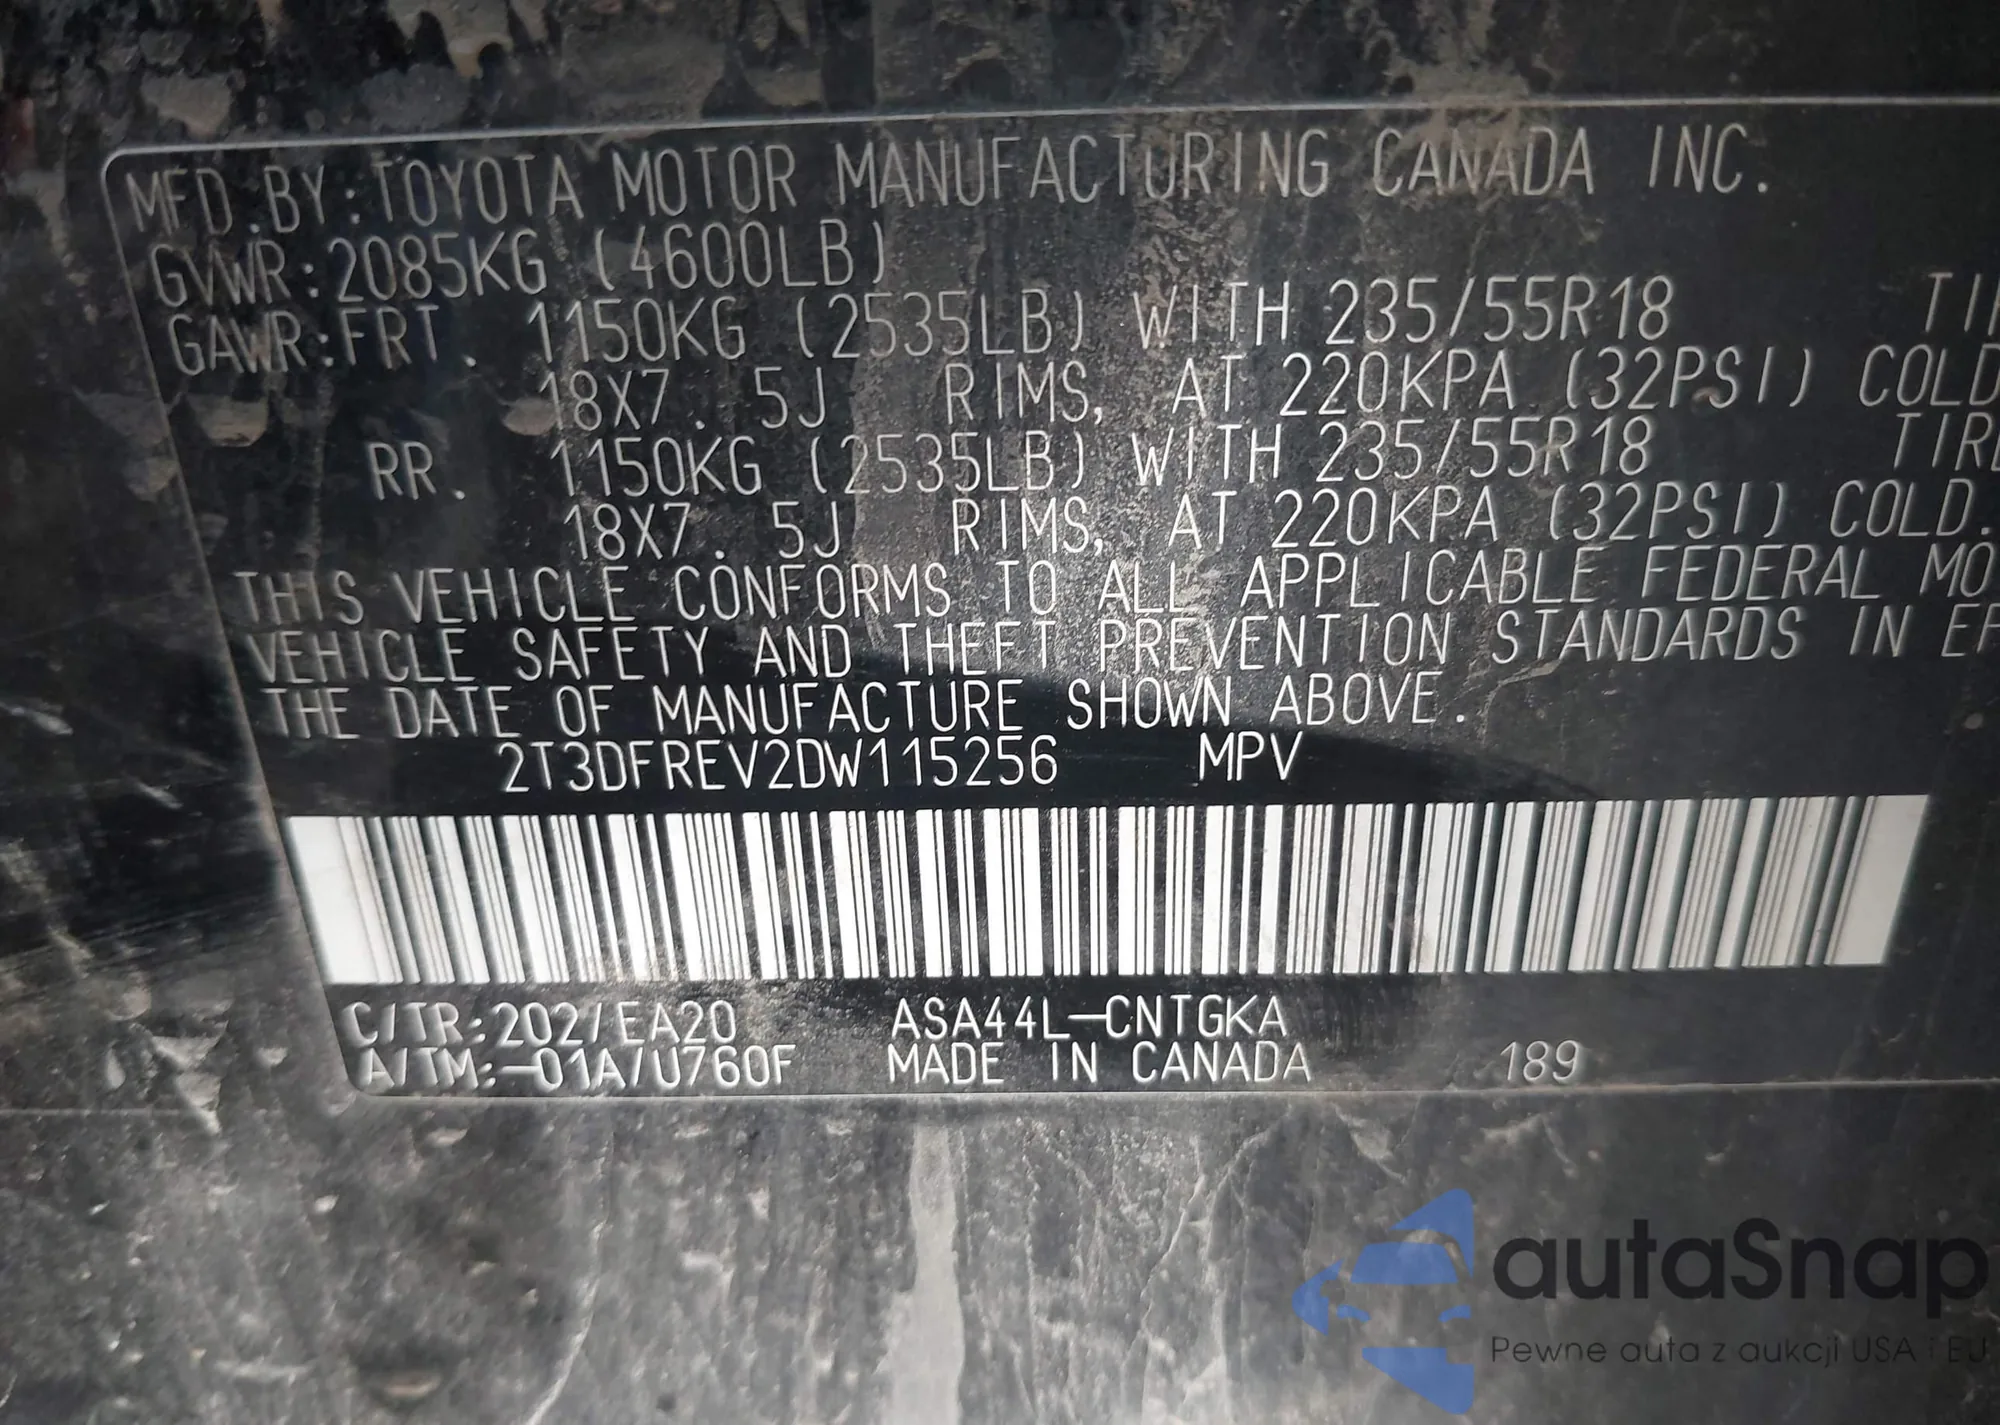 MFD.BY:TOYOTA MOTOR MANUFACTURING CANADA INC.
GVWR:2085KG (4600LB)
GAWR:FRT. 1150KG (2535LB) WITH 235/55R18 TI
18X7.5J RIMS, AT 220KPA (32PSI) COLD
RR. 1150KG (2535LB) WITH 235/55R18 TIRE
18X7.5J RIMS, AT 220KPA (32PSI) COLD.
THIS VEHICLE CONFORMS TO ALL APPLICABLE FEDERAL MO
VEHICLE SAFETY AND THEFT PREVENTION STANDARDS IN EF
THE DATE OF MANUFACTURE SHOWN ABOVE.
2T3DFREV2DW115256 MPV
C/TR:202/EA20 ASA44L-CNTGKA
A/TM:-01A/U760F MADE IN CANADA 189
autaSnap
Pewne auta z aukcji USA i EU